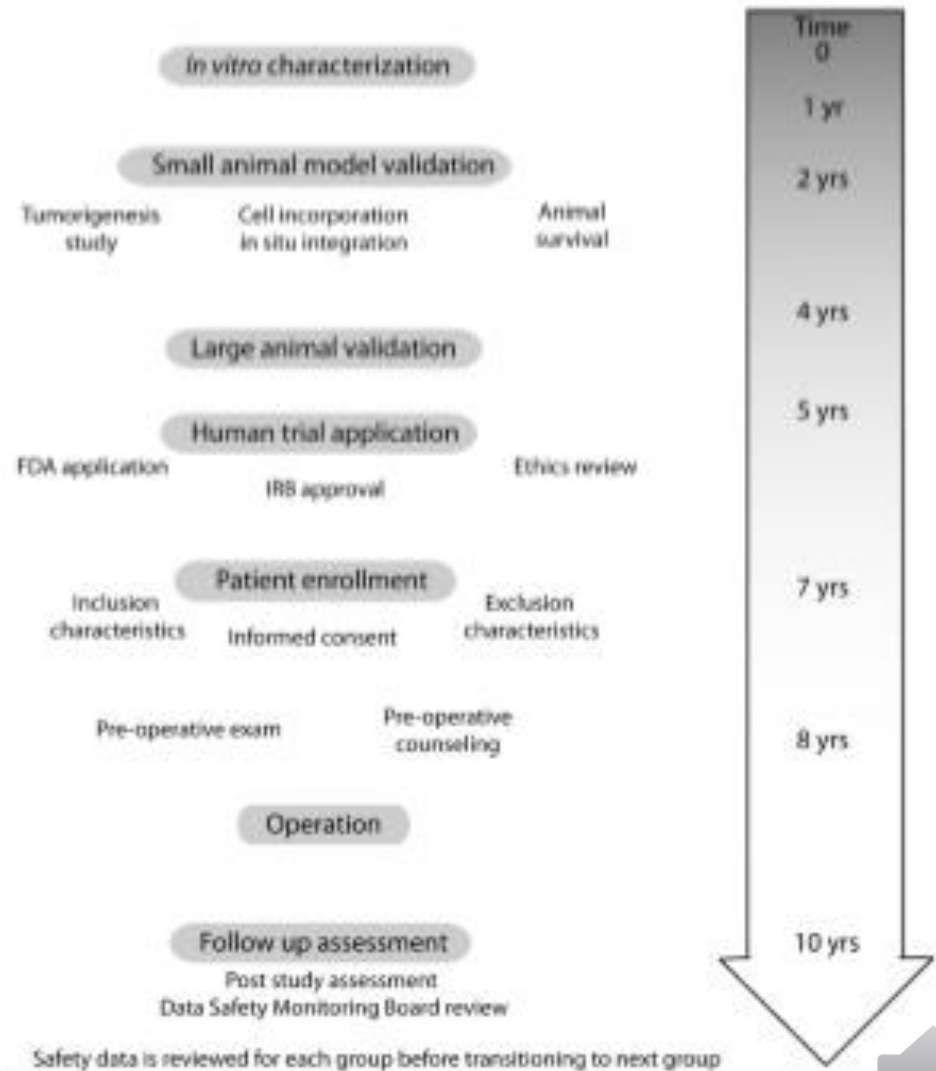 Time
0
In vitro characterization
1 yr
Small animal model validation
2 yrs
Tumorigenesis
study
Cell incorporation
in situ integration
Animal
survival
4 yrs
Large animal validation
5 yrs
Human trial application
FDA application
IRB approval
Ethics review
Patient enrollment
7 yrs
Inclusion
characteristics
Informed consent
Exclusion
characteristics
Pre-operative exam
Pre-operative
counseling
8 yrs
Operation
Follow up assessment
10 yrs
Post study assessment
Data Safety Monitoring Board review
Safety data is reviewed for each group before transitioning to next group